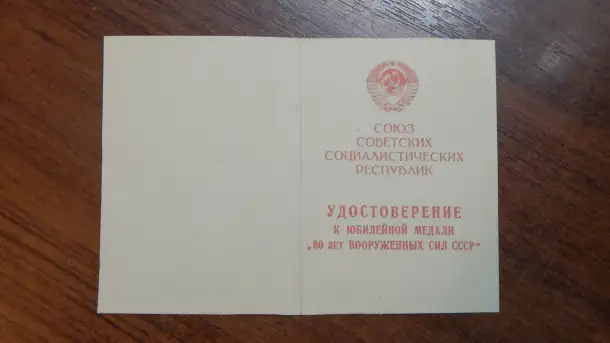 СОЮЗ
СОВЕТСКИХ
СОЦИАЛИСТИЧЕСКИХ
РЕСПУБЛИК
УДОСТОВЕРЕНИЕ
К ЮБИЛЕЙНОЙ МЕДАЛИ
„60 ЛЕТ ВООРУЖЕННЫХ СИЛ СССР“